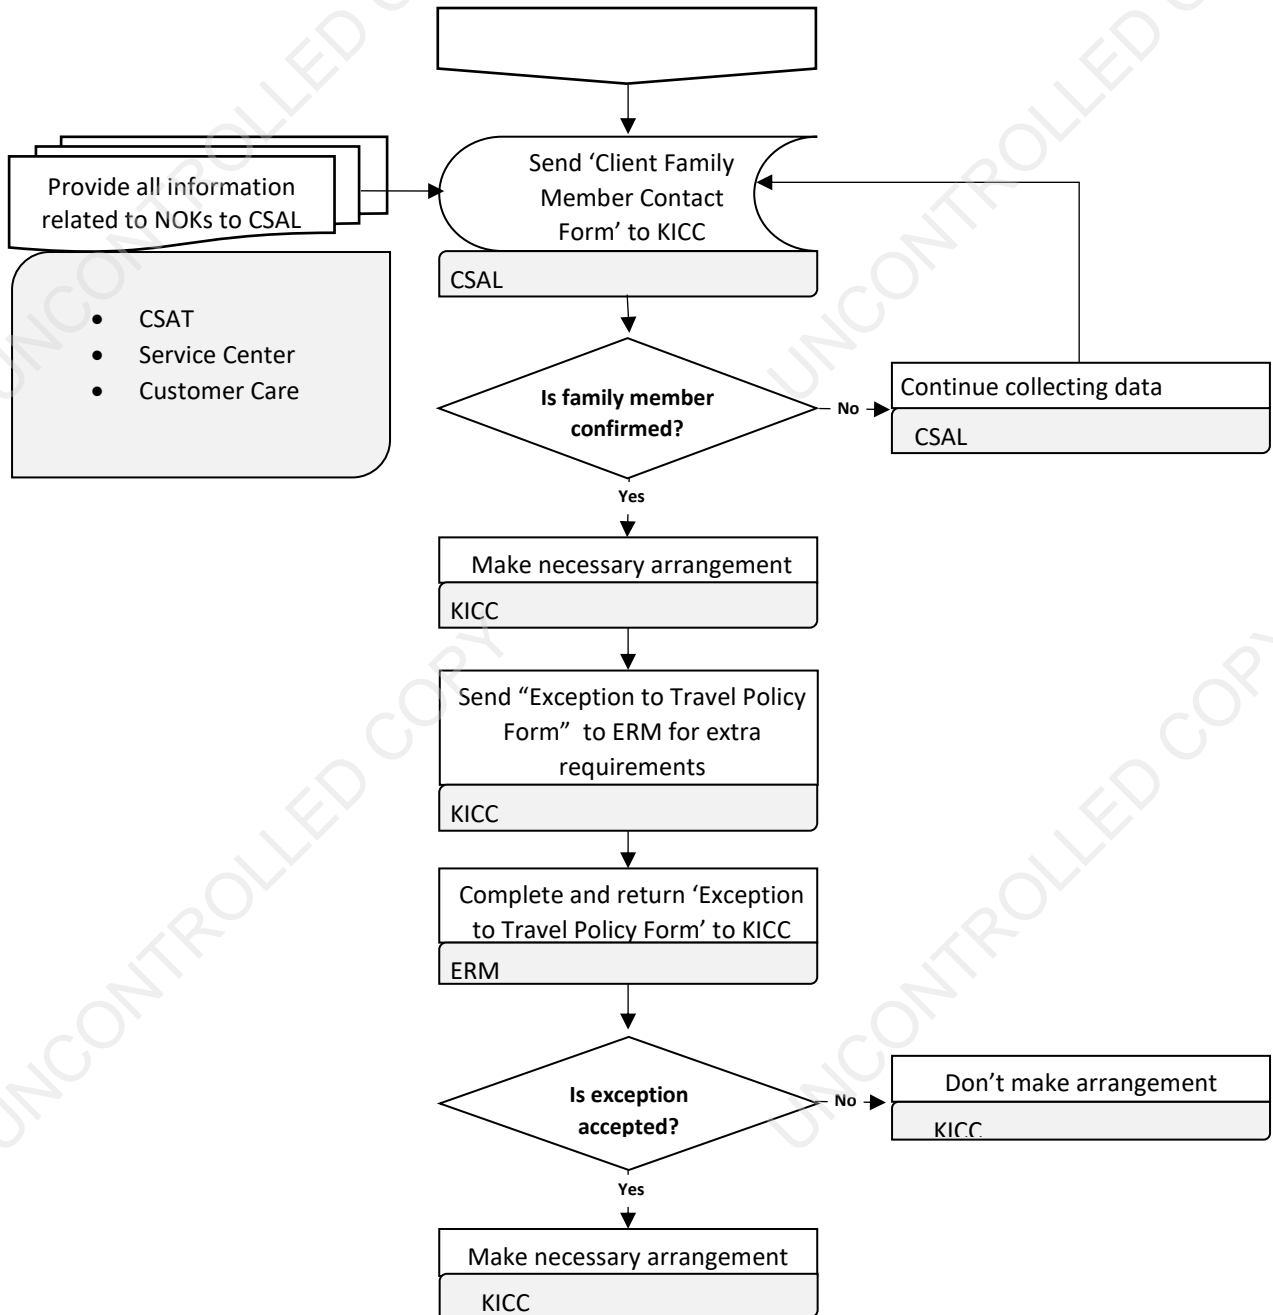 Provide all information
related to NOKs to CSAL
• CSAT
• Service Center
• Customer Care
Send ‘Client Family
Member Contact
Form’ to KICC
CSAL
Is family member
confirmed?
No
Continue collecting data
CSAL
Yes
Make necessary arrangement
KICC
Send “Exception to Travel Policy
Form” to ERM for extra
requirements
KICC
Complete and return ‘Exception
to Travel Policy Form’ to KICC
ERM
Is exception
accepted?
No
Don’t make arrangement
KICC
Yes
Make necessary arrangement
KICC
UNCONTROLLED COPY
UNCONTROLLED COPY
UNCONTROLLED COPY
UNCONTROLLED COPY